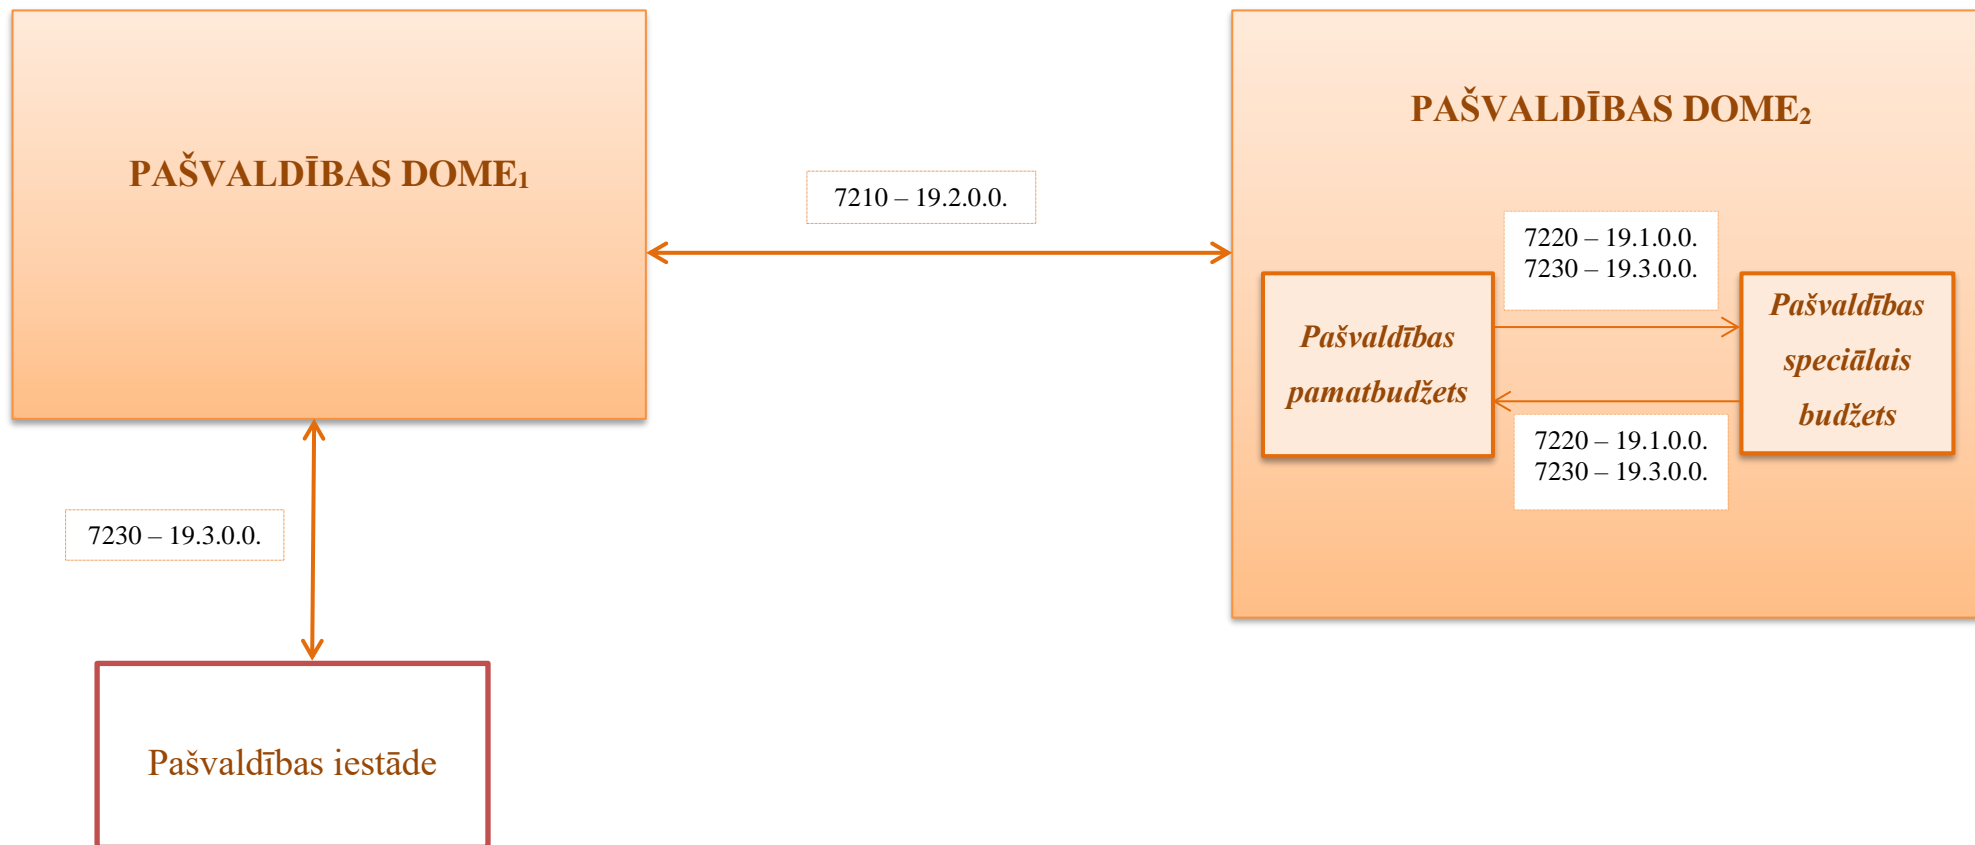 PAŠVALDĪBAS DOME₁
7210 – 19.2.0.0.
PAŠVALDĪBAS DOME₂
7220 – 19.1.0.0.
7230 – 19.3.0.0.
Pašvaldības
pamatbudžets
Pašvaldības
speciālais
budžets
7220 – 19.1.0.0.
7230 – 19.3.0.0.
7230 – 19.3.0.0.
Pašvaldības iestāde